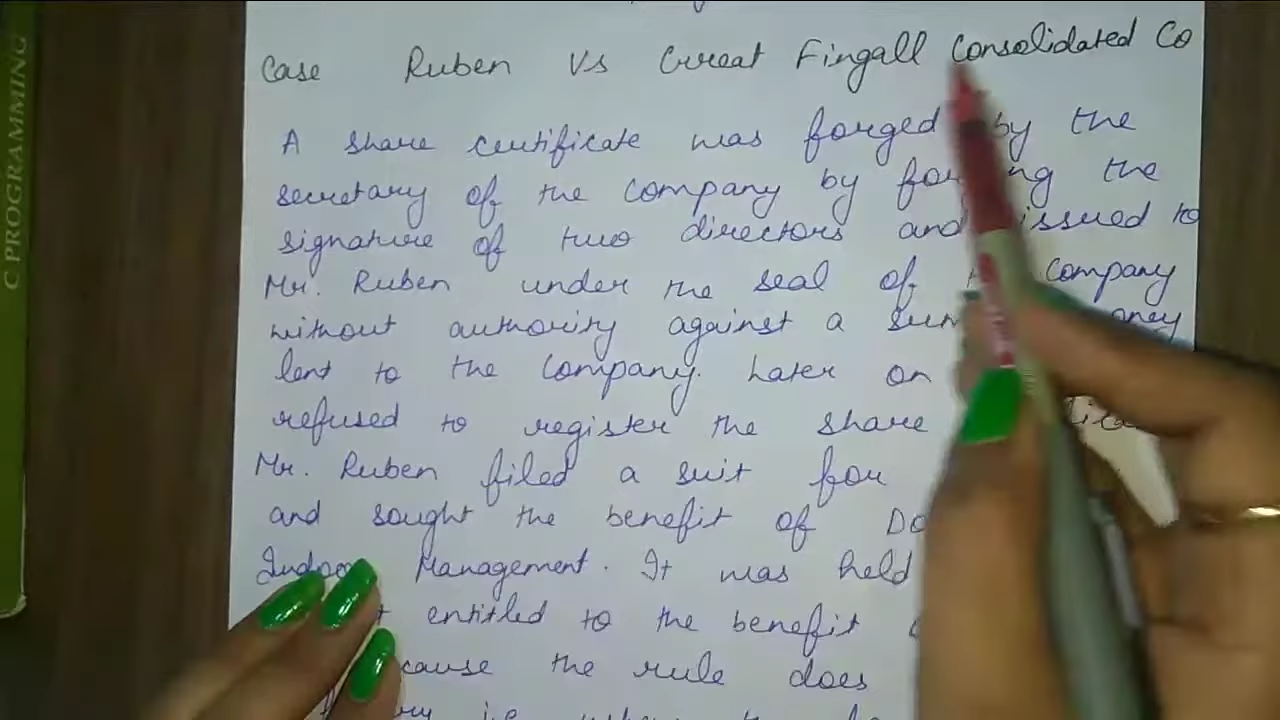 C PROGRAMMING
Case Ruben Vs Great Fingall Consolidated Co
A share certificate was forged by the
secretary of the company by the
signature of two directors and issued to
Mr. Ruben under the seal of company
without authority against a
lent to the company. Later on
refused to register the share
Mr. Ruben filed a suit for
and sought the benefit of
Management. It was held
entitled to the benefit
the rule does
i.e.